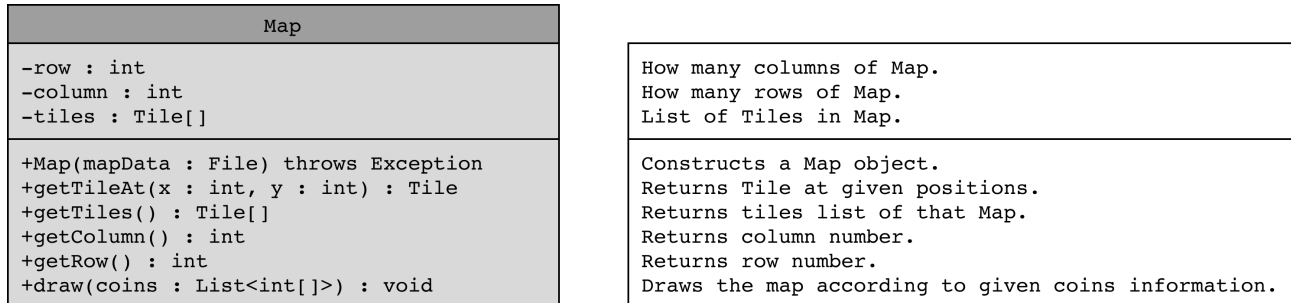 Map
-row : int
-column : int
-tiles : Tile[]
+Map(mapData : File) throws Exception
+getTileAt(x : int, y : int) : Tile
+getTiles() : Tile[]
+getColumn() : int
+getRow() : int
+draw(coins : List<int[]>) : void
How many columns of Map.
How many rows of Map.
List of Tiles in Map.
Constructs a Map object.
Returns Tile at given positions.
Returns tiles list of that Map.
Returns column number.
Returns row number.
Draws the map according to given coins information.